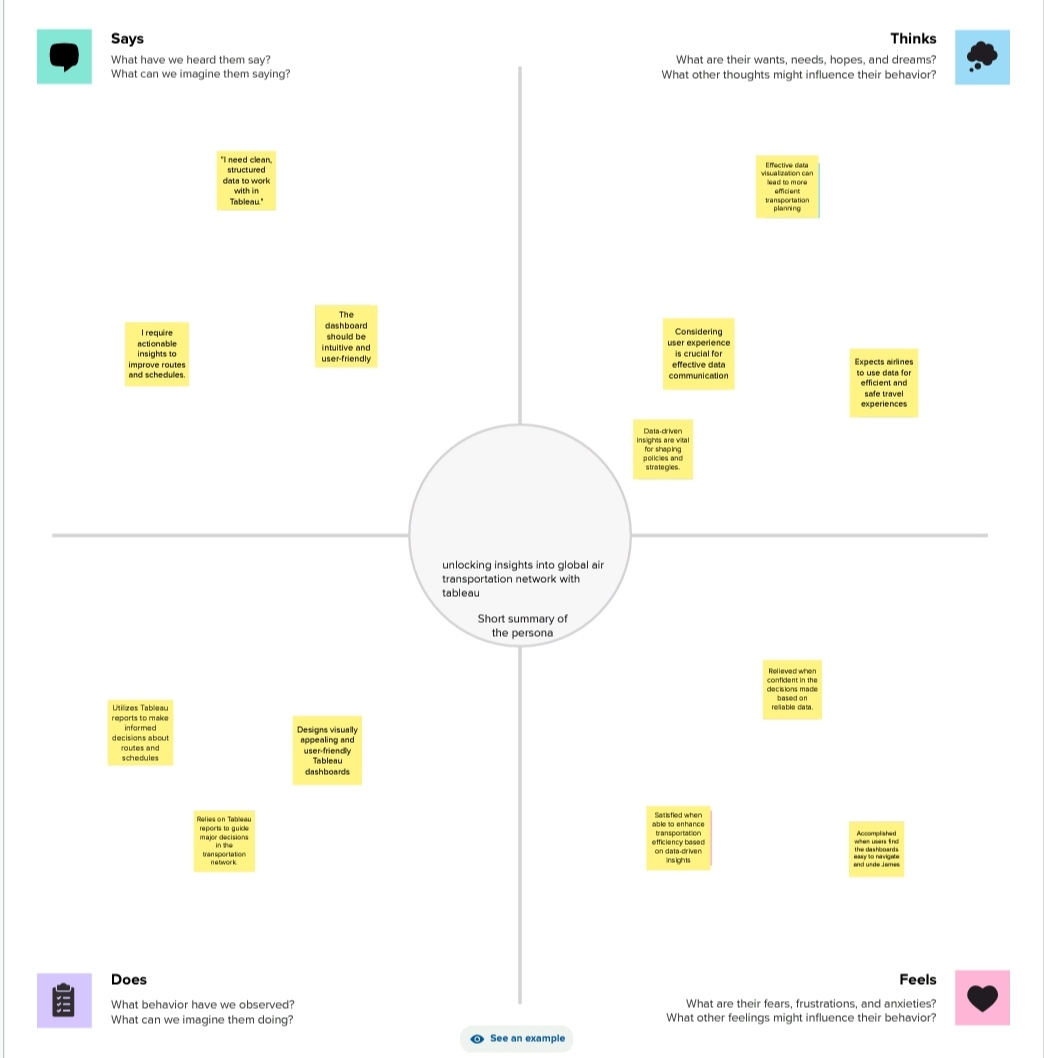 Says
What have we heard them say?
What can we imagine them saying?
Thinks
What are their wants, needs, hopes, and dreams?
What other thoughts might influence their behavior?
"I need clean,
structured
data to work
with in
Tableau."
I require
actionable
insights to
improve routes
and schedules.
The
dashboard
should be
intuitive and
user-friendly
Effective data
visualization can
lead to more
efficient
transportation
planning
Considering
user experience
is crucial for
effective data
communication
Expects airlines
to use data for
efficient and
safe travel
experiences
Data-driven
insights are vital
for shaping
policies and
strategies.
unlocking insights into global air
transportation network with
tableau
Short summary of
the persona
Utilizes Tableau
reports to make
informed
decisions about
routes and
schedules
Designs visually
appealing and
user-friendly
Tableau
dashboards
Relies on Tableau
reports to guide
major decisions
in the
transportation
network
Relieved when
confident in the
decisions made
based on
reliable data.
Satisfied when
able to enhance
transportation
efficiency based
on data-driven
insights
Accomplished
when users find
the dashboards
easy to navigate
and unde James
Does
What behavior have we observed?
What can we imagine them doing?
Feels
What are their fears, frustrations, and anxieties?
What other feelings might influence their behavior?
See an example